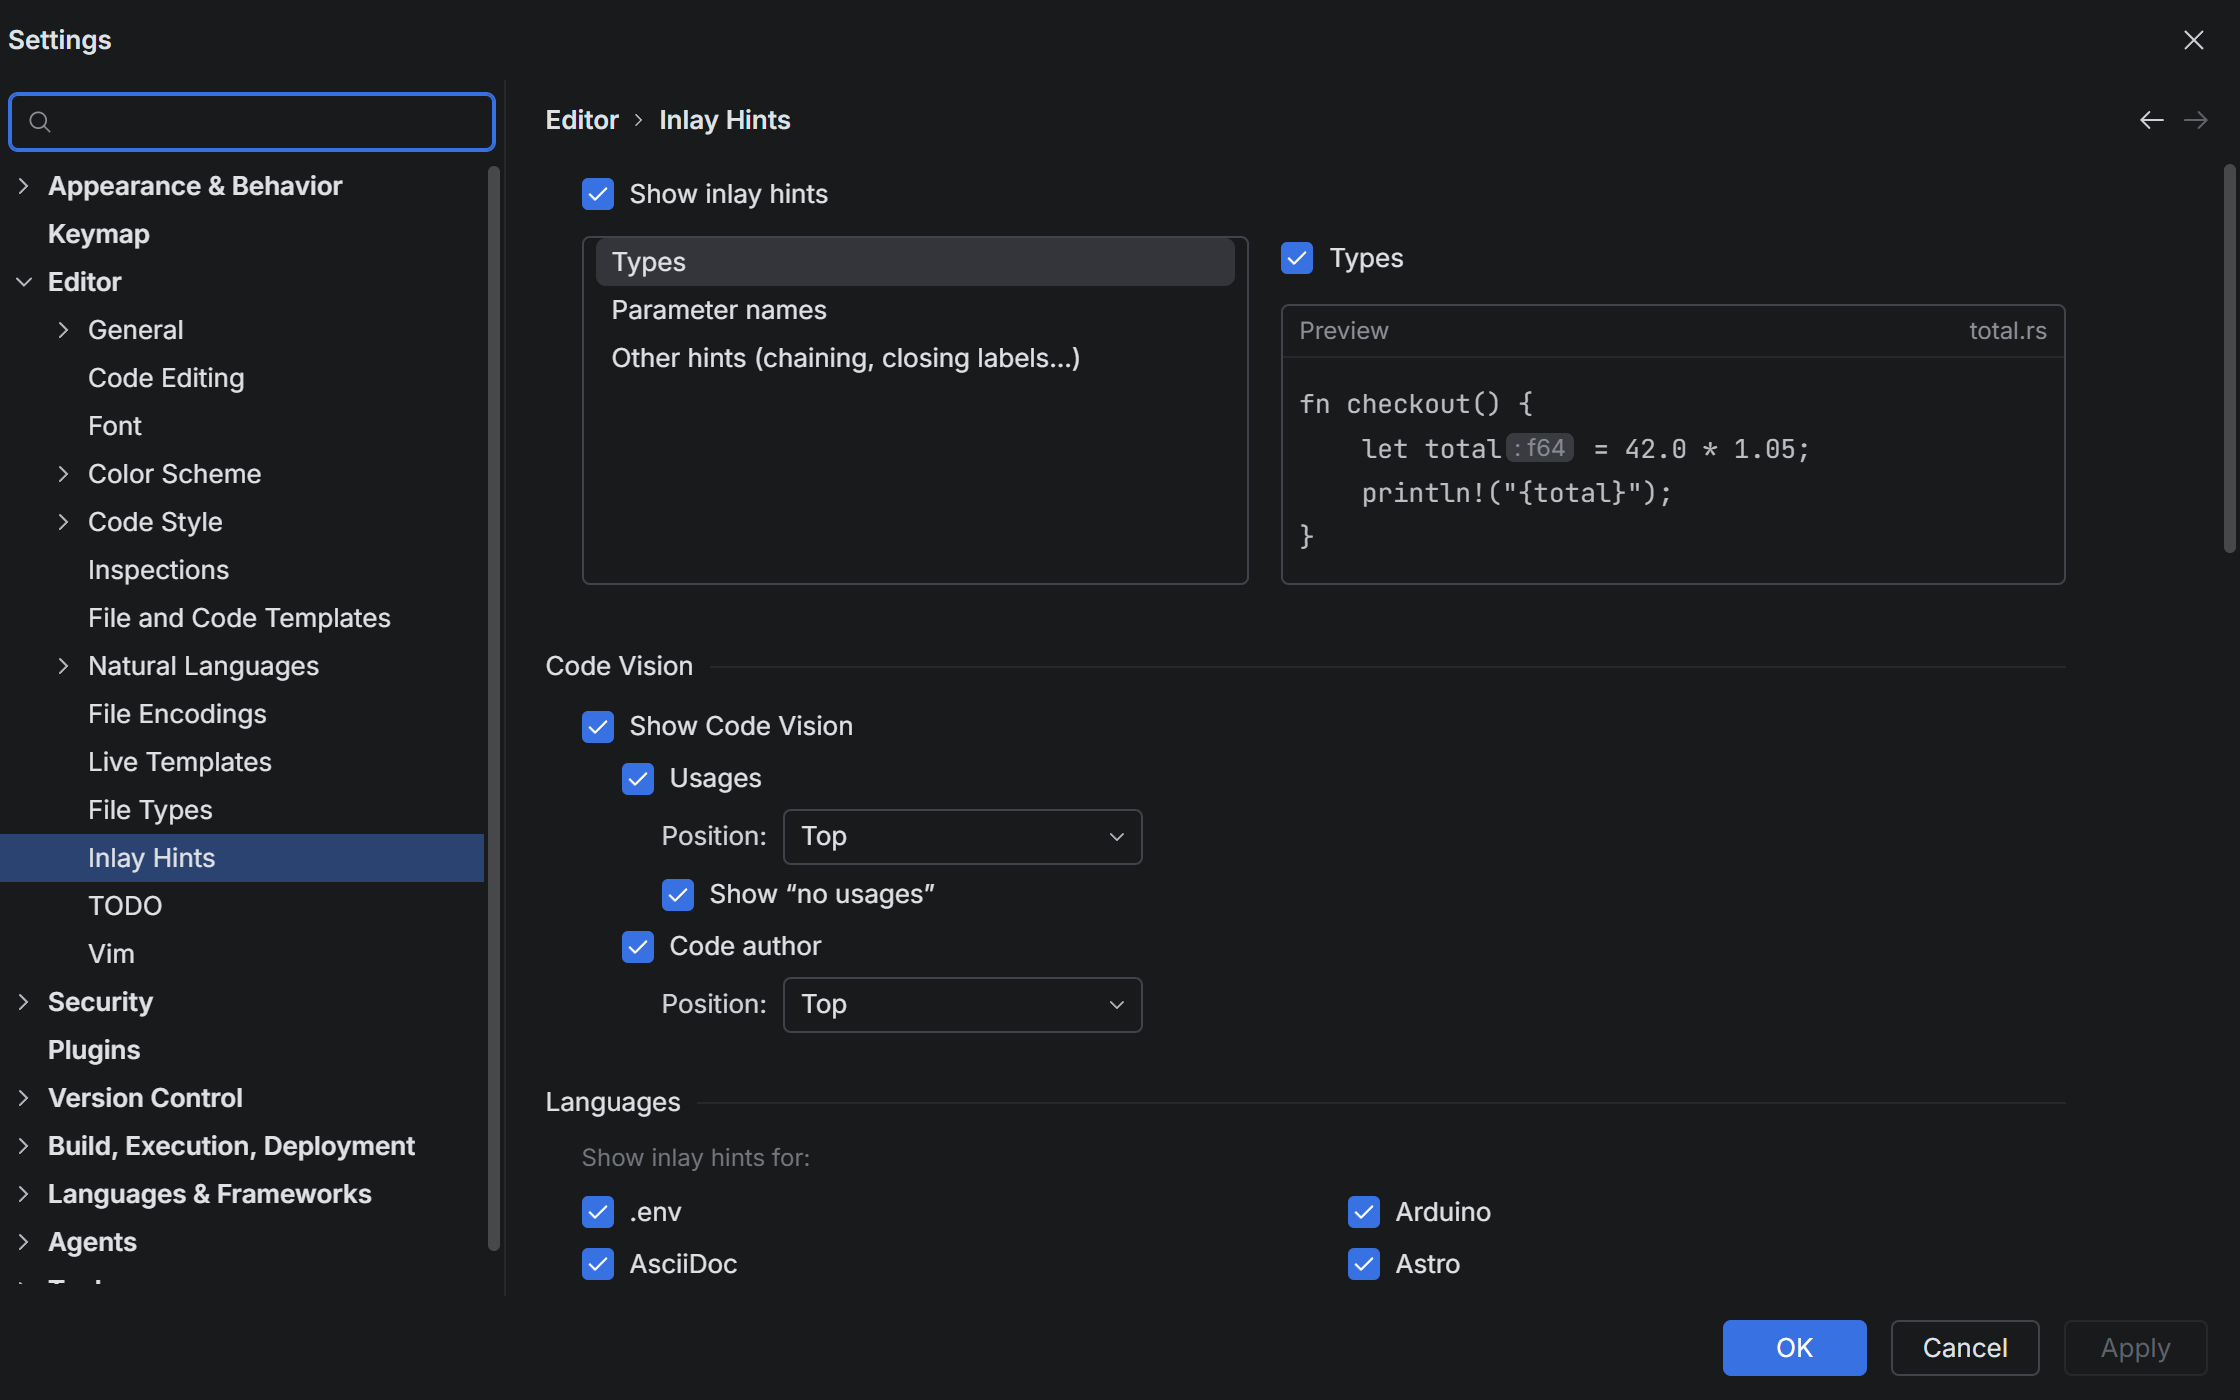 Settings
Appearance & Behavior
Keymap
Editor
General
Code Editing
Font
Color Scheme
Code Style
Inspections
File and Code Templates
Natural Languages
File Encodings
Live Templates
File Types
Inlay Hints
TODO
Vim
Security
Plugins
Version Control
Build, Execution, Deployment
Languages & Frameworks
Agents
Editor › Inlay Hints
Show inlay hints
Types
Parameter names
Other hints (chaining, closing labels...)
Types
Preview total.rs
fn checkout() {
    let total : f64 = 42.0 * 1.05;
    println!("{total}");
}
Code Vision
Show Code Vision
Usages
Position: Top
Show “no usages”
Code author
Position: Top
Languages
Show inlay hints for:
.env Arduino
AsciiDoc Astro
OK Cancel Apply